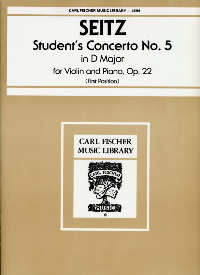 CARL FISCHER MUSIC LIBRARY
SEITZ
Student's Concerto No. 5
in D Major
for Violin and Piano, Op. 22
(First Position)
CARL FISCHER
MUSIC LIBRARY
MUSIC